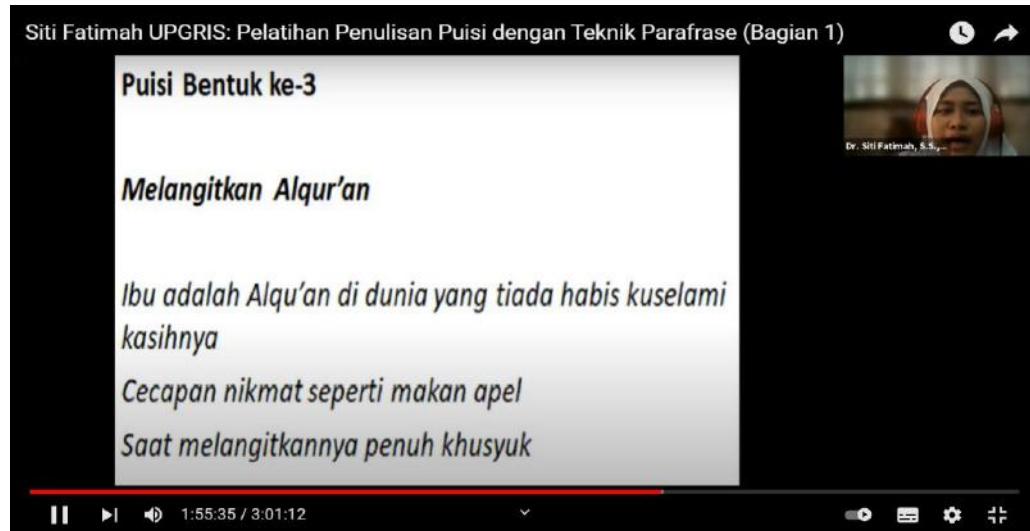 Siti Fatimah UPGRIS: Pelatihan Penulisan Puisi dengan Teknik Parafrase (Bagian 1)
Puisi Bentuk ke-3
Dr. Siti Fatimah, S.S.,...
Melangitkan Alqur’an
Ibu adalah Alqu’an di dunia yang tiada habis kuselami
kasihnya
Cecapan nikmat seperti makan apel
Saat melangitkannya penuh khusyuk
1:55:35 / 3:01:12